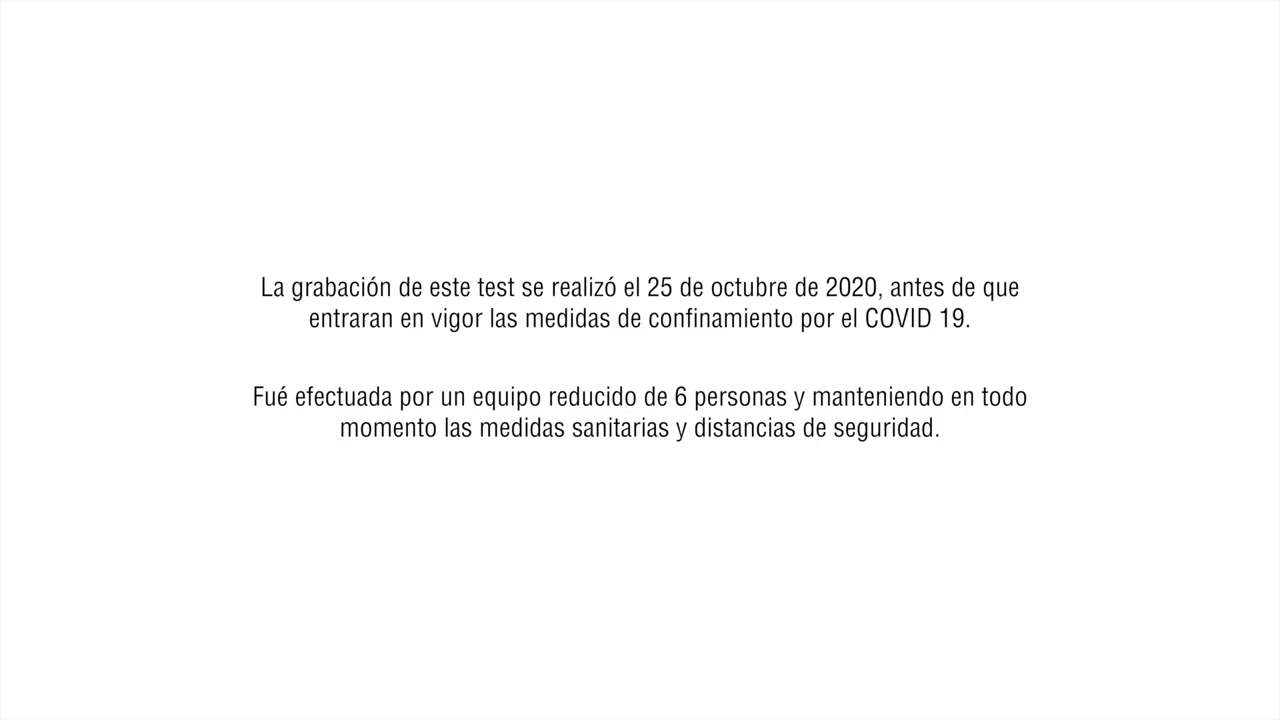 La grabación de este test se realizó el 25 de octubre de 2020, antes de que
entraran en vigor las medidas de confinamiento por el COVID 19.
Fué efectuada por un equipo reducido de 6 personas y manteniendo en todo
momento las medidas sanitarias y distancias de seguridad.